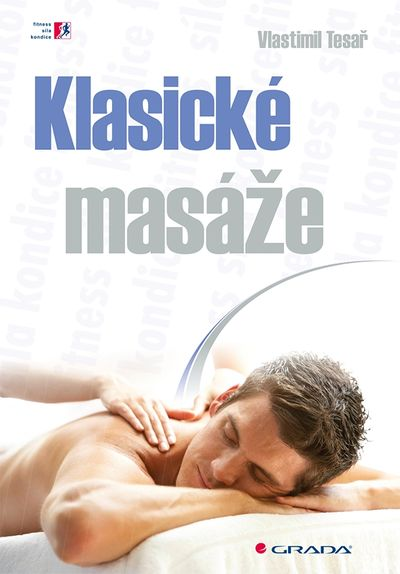 fitness
síla
kondice
Vlastimil Tesař
Klasické
masáže
GRADA